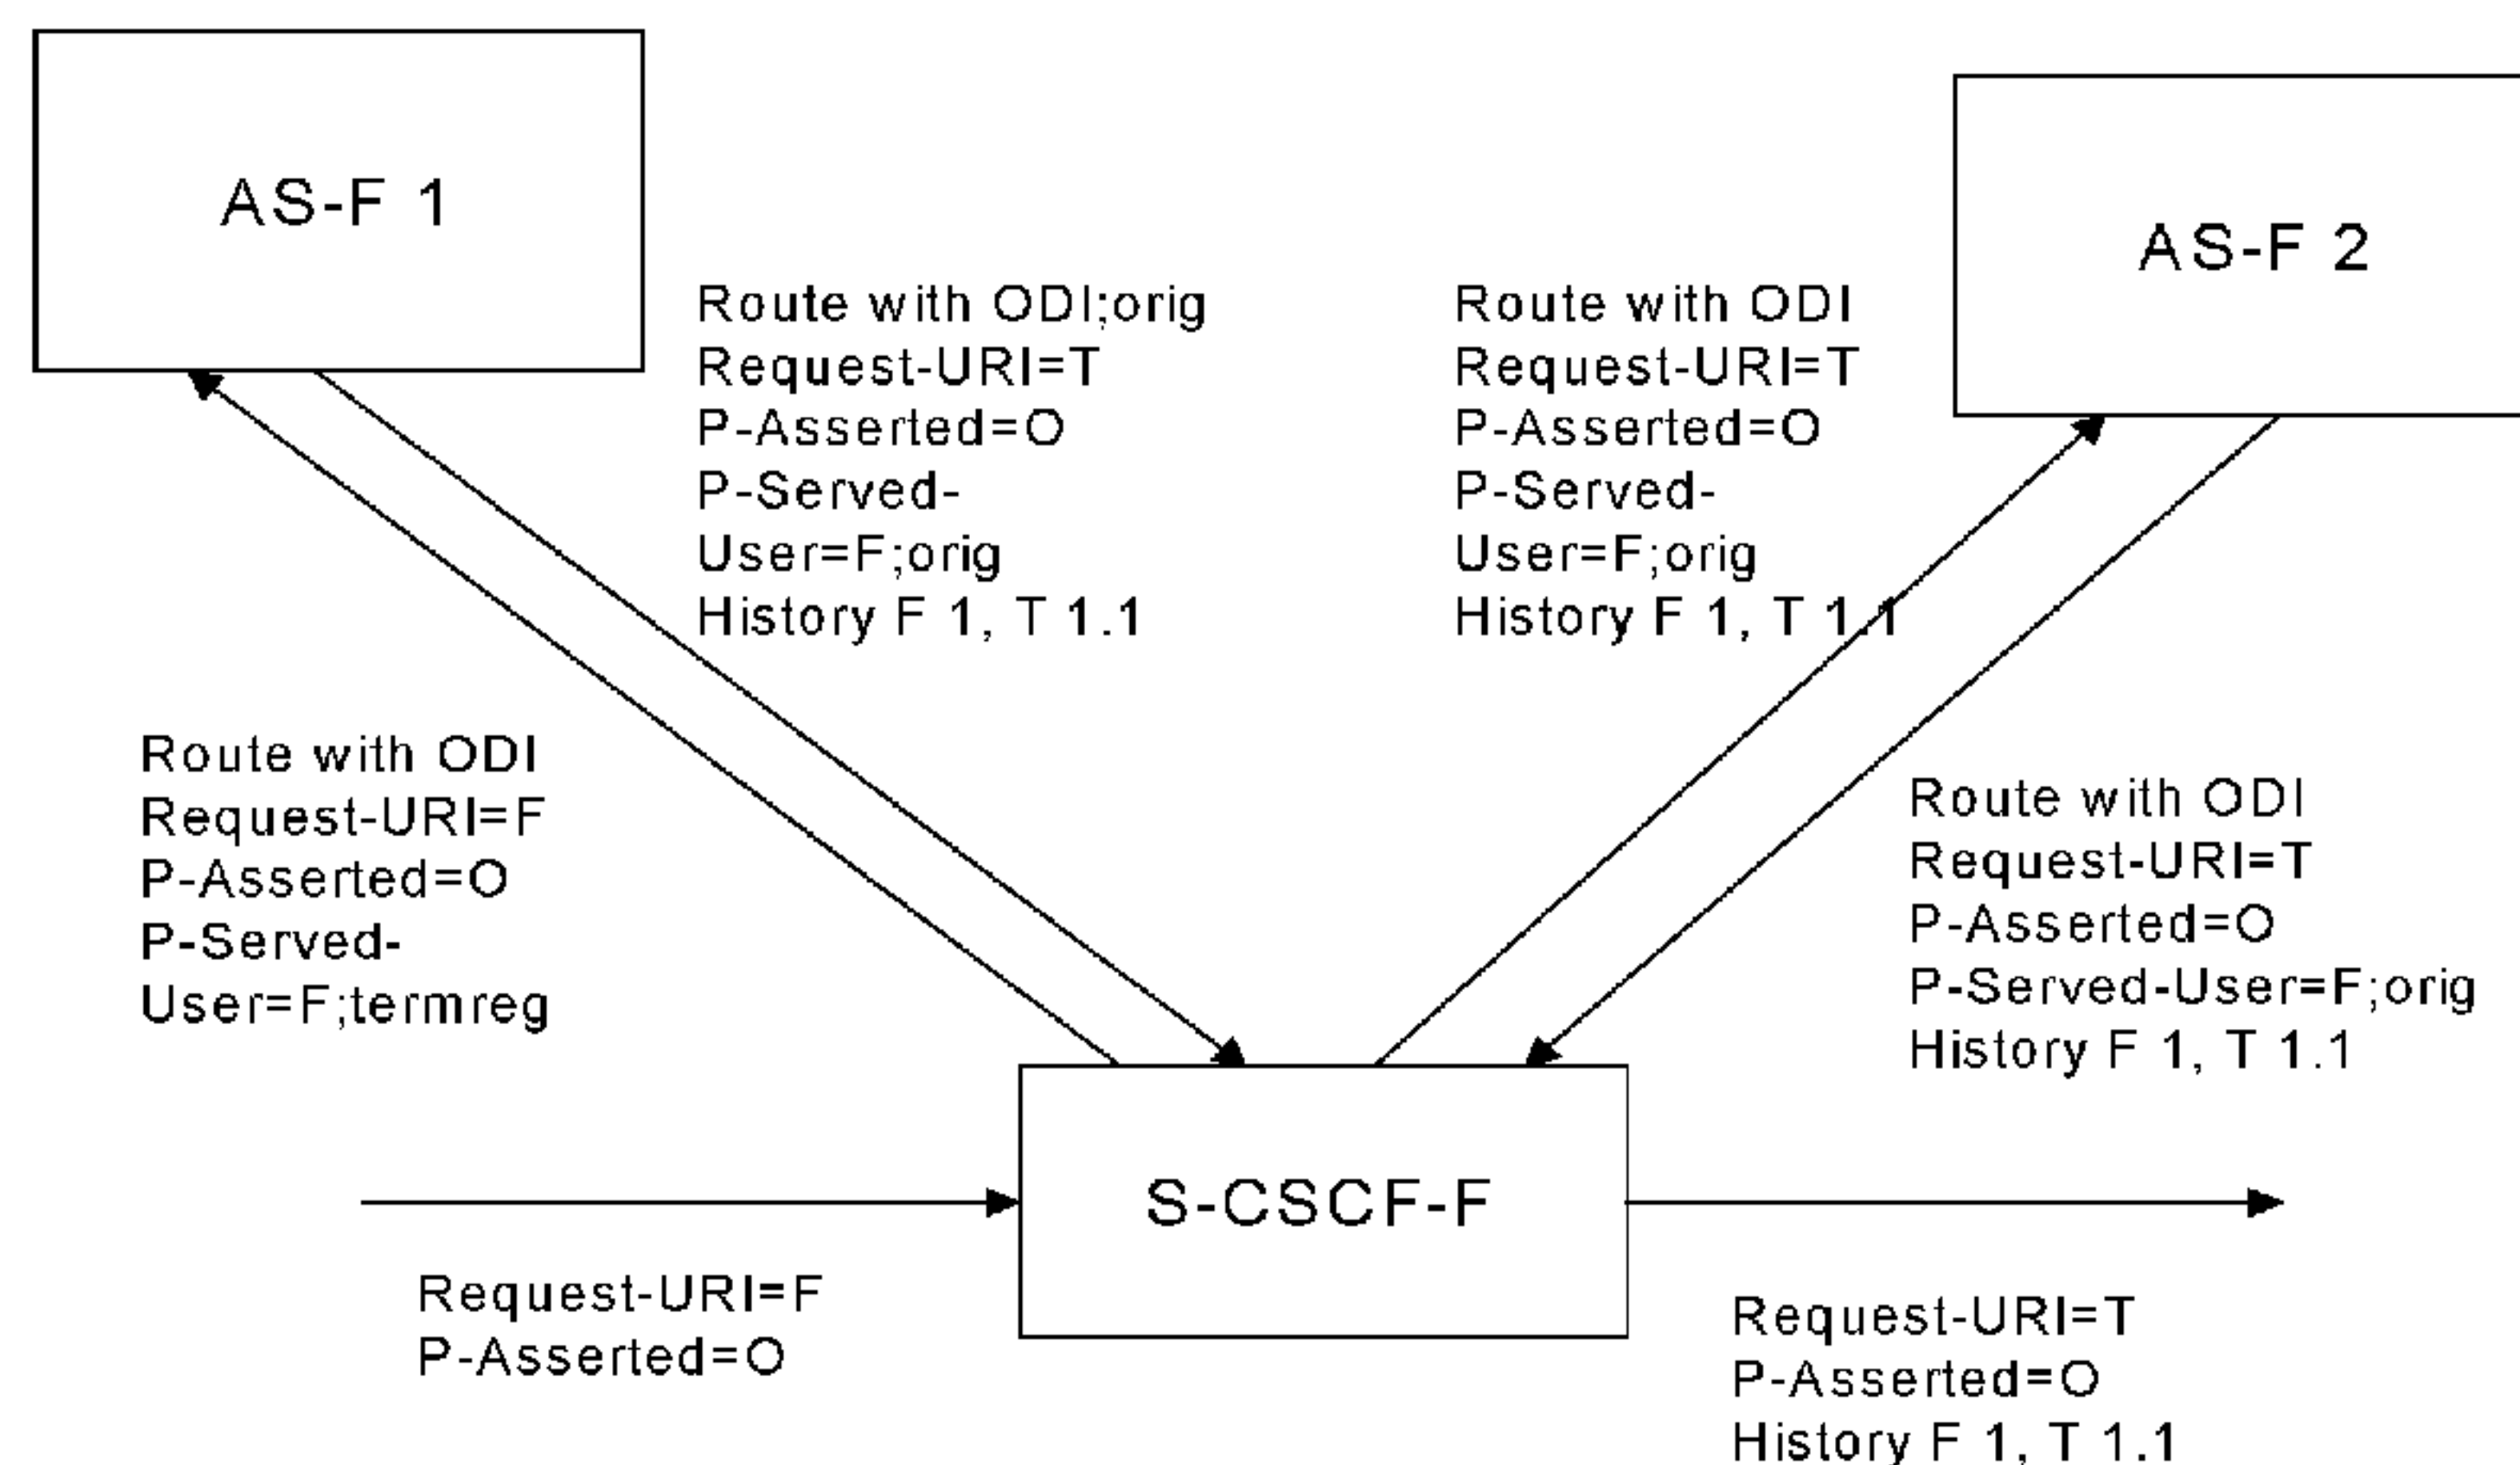 AS-F 1
AS-F 2
Route with ODI;orig
Request-URI=T
P-Asserted=O
P-Served-
User=F;orig
History F 1, T 1.1
Route with ODI
Request-URI=T
P-Asserted=O
P-Served-
User=F;orig
History F 1, T 1.1
Route with ODI
Request-URI=F
P-Asserted=O
P-Served-
User=F;termreg
Route with ODI
Request-URI=T
P-Asserted=O
P-Served-User=F;orig
History F 1, T 1.1
S-CSCF-F
Request-URI=F
P-Asserted=O
Request-URI=T
P-Asserted=O
History F 1, T 1.1